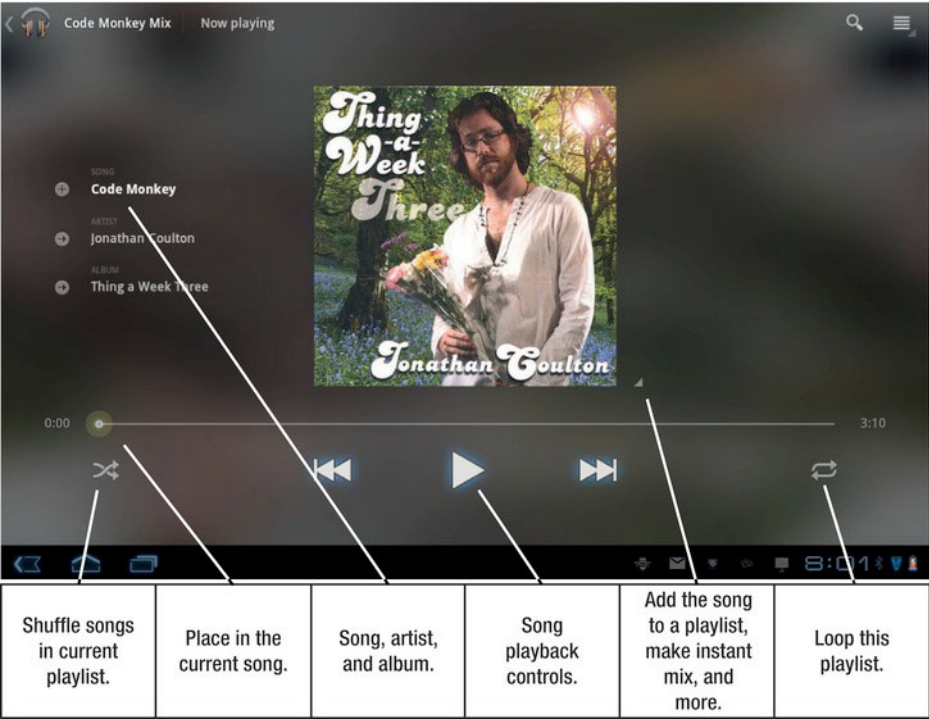 Code Monkey Mix Now playing
Thing
-a-
Week
Three
SONG
Code Monkey
ARTIST
Jonathan Coulton
ALBUM
Thing a Week Three
Jonathan Coulton
0:00 3:10
8:01
Shuffle songs
in current
playlist.
Place in the
current song.
Song, artist,
and album.
Song
playback
controls.
Add the song
to a playlist,
make instant
mix, and
more.
Loop this
playlist.